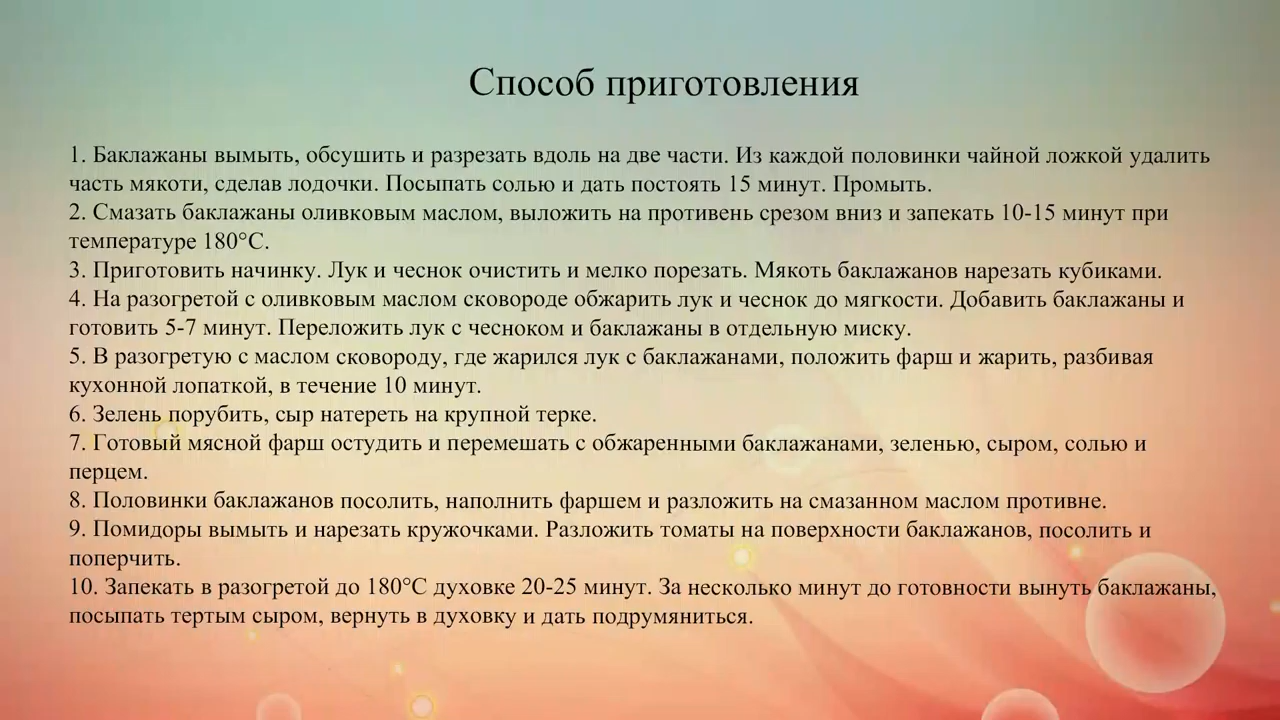 Способ приготовления
1. Баклажаны вымыть, обсушить и разрезать вдоль на две части. Из каждой половинки чайной ложкой удалить
часть мякоти, сделав лодочки. Посыпать солью и дать постоять 15 минут. Промыть.
2. Смазать баклажаны оливковым маслом, выложить на противень срезом вниз и запекать 10-15 минут при
температуре 180°С.
3. Приготовить начинку. Лук и чеснок очистить и мелко порезать. Мякоть баклажанов нарезать кубиками.
4. На разогретой с оливковым маслом сковороде обжарить лук и чеснок до мягкости. Добавить баклажаны и
готовить 5-7 минут. Переложить лук с чесноком и баклажаны в отдельную миску.
5. В разогретую с маслом сковороду, где жарился лук с баклажанами, положить фарш и жарить, разбивая
кухонной лопаткой, в течение 10 минут.
6. Зелень порубить, сыр натереть на крупной терке.
7. Готовый мясной фарш остудить и перемешать с обжаренными баклажанами, зеленью, сыром, солью и
перцем.
8. Половинки баклажанов посолить, наполнить фаршем и разложить на смазанном маслом противне.
9. Помидоры вымыть и нарезать кружочками. Разложить томаты на поверхности баклажанов, посолить и
поперчить.
10. Запекать в разогретой до 180°С духовке 20-25 минут. За несколько минут до готовности вынуть баклажаны,
посыпать тертым сыром, вернуть в духовку и дать подрумяниться.